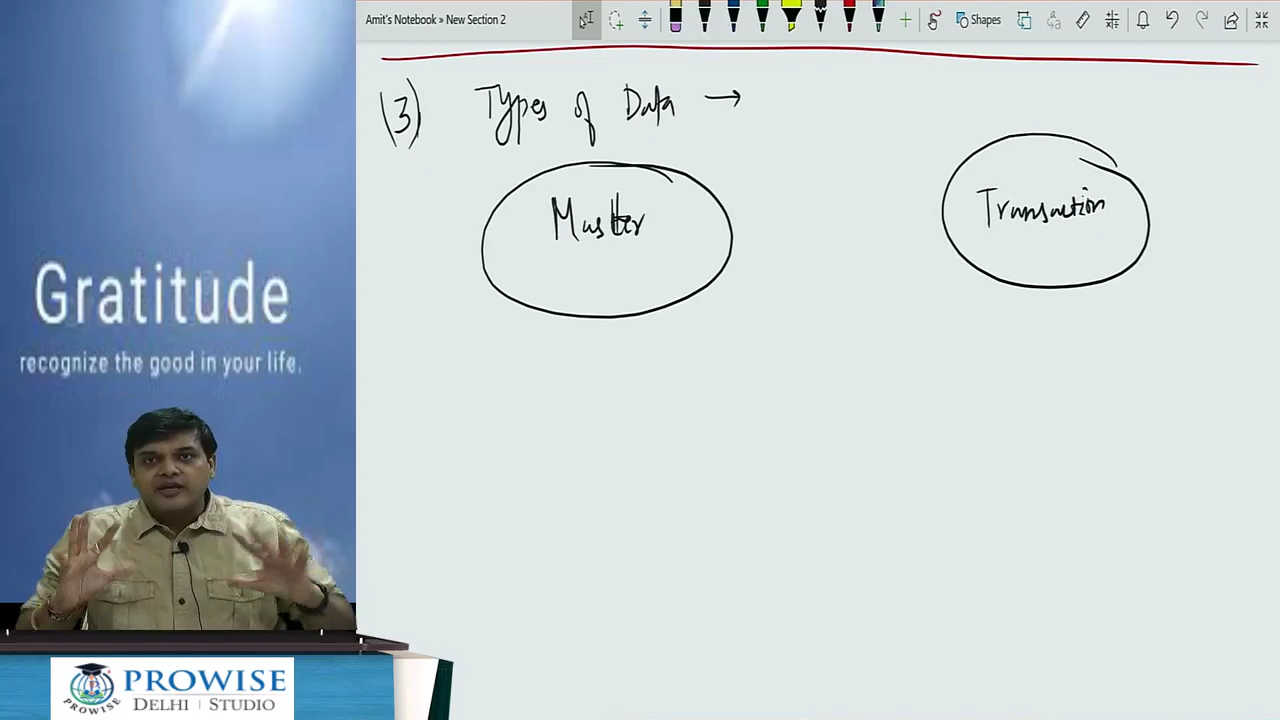 Amit's Notebook » New Section 2
Shapes
(3) Types of Data →
Master
Transaction
Gratitude
recognize the good in your life.
PROWISE
PROWISE
DELHI | STUDIO